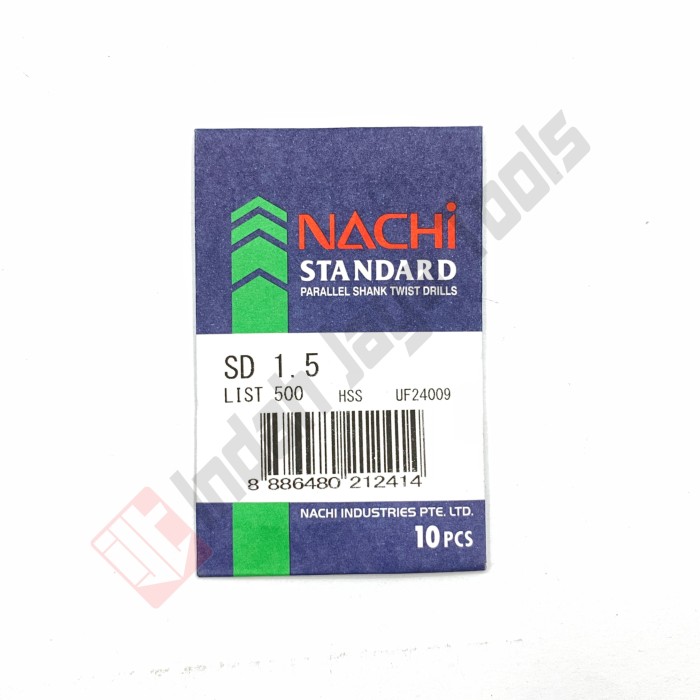 NACHi
STANDARD
PARALLEL SHANK TWIST DRILLS
SD 1.5
LIST 500 HSS UF24009
8 886480 212414
NACHI INDUSTRIES PTE. LTD.
10 PCS
Indah Jaya Tools